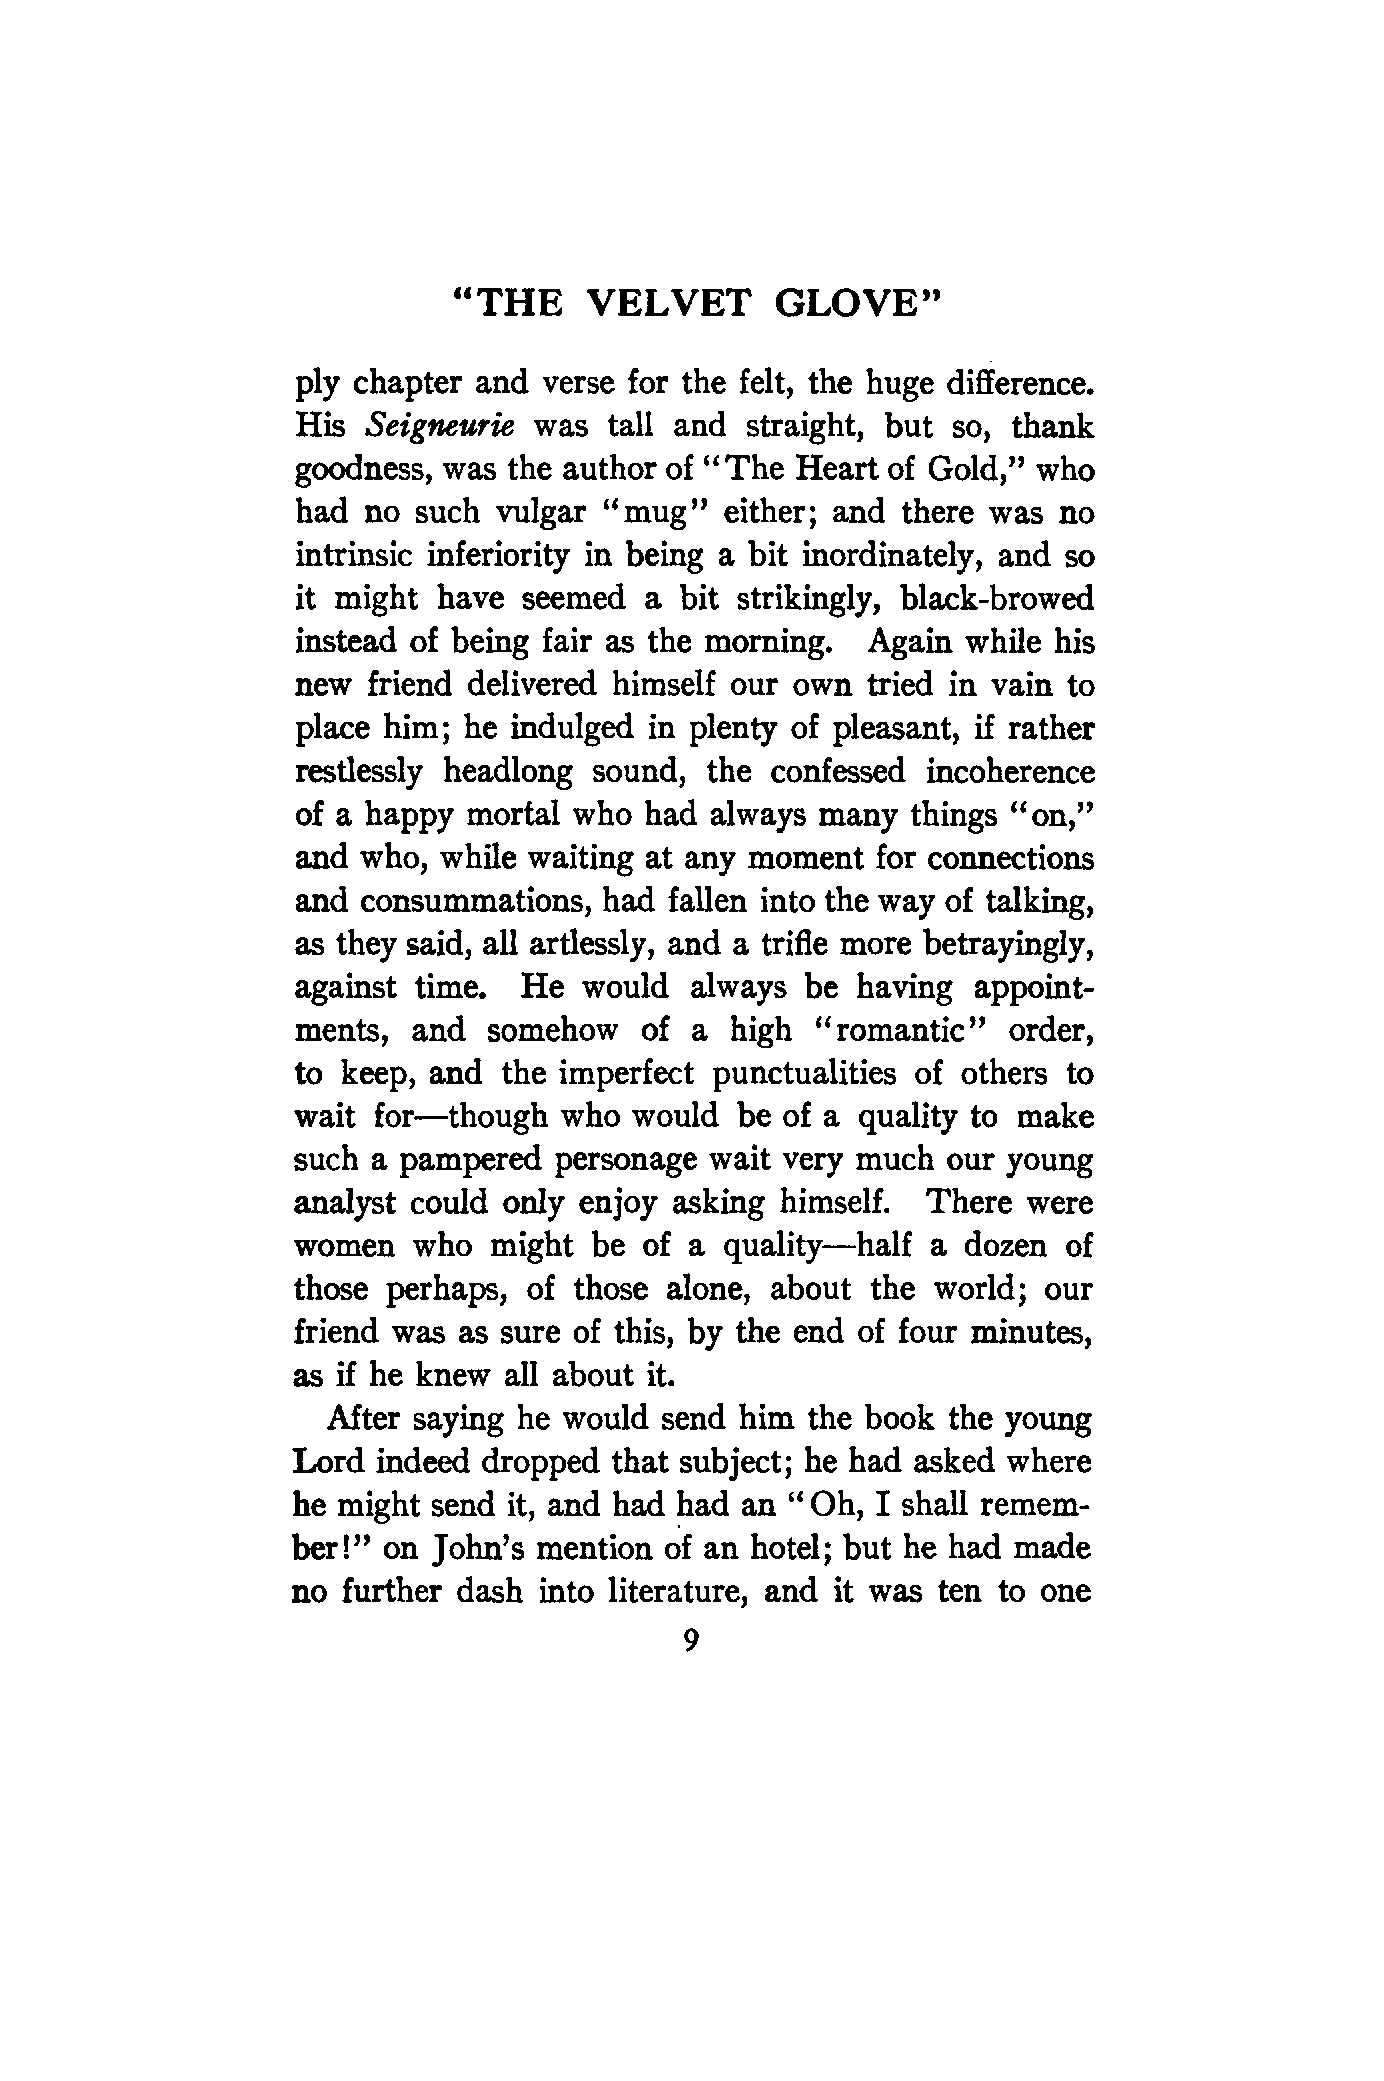 “THE VELVET GLOVE”
ply chapter and verse for the felt, the huge difference.
His Seigneurie was tall and straight, but so, thank
goodness, was the author of “The Heart of Gold,” who
had no such vulgar “mug” either; and there was no
intrinsic inferiority in being a bit inordinately, and so
it might have seemed a bit strikingly, black-browed
instead of being fair as the morning. Again while his
new friend delivered himself our own tried in vain to
place him; he indulged in plenty of pleasant, if rather
restlessly headlong sound, the confessed incoherence
of a happy mortal who had always many things “on,”
and who, while waiting at any moment for connections
and consummations, had fallen into the way of talking,
as they said, all artlessly, and a trifle more betrayingly,
against time. He would always be having appoint-
ments, and somehow of a high “romantic” order,
to keep, and the imperfect punctualities of others to
wait for—though who would be of a quality to make
such a pampered personage wait very much our young
analyst could only enjoy asking himself. There were
women who might be of a quality—half a dozen of
those perhaps, of those alone, about the world; our
friend was as sure of this, by the end of four minutes,
as if he knew all about it.
After saying he would send him the book the young
Lord indeed dropped that subject; he had asked where
he might send it, and had had an “Oh, I shall remem-
ber!” on John’s mention of an hotel; but he had made
no further dash into literature, and it was ten to one
9